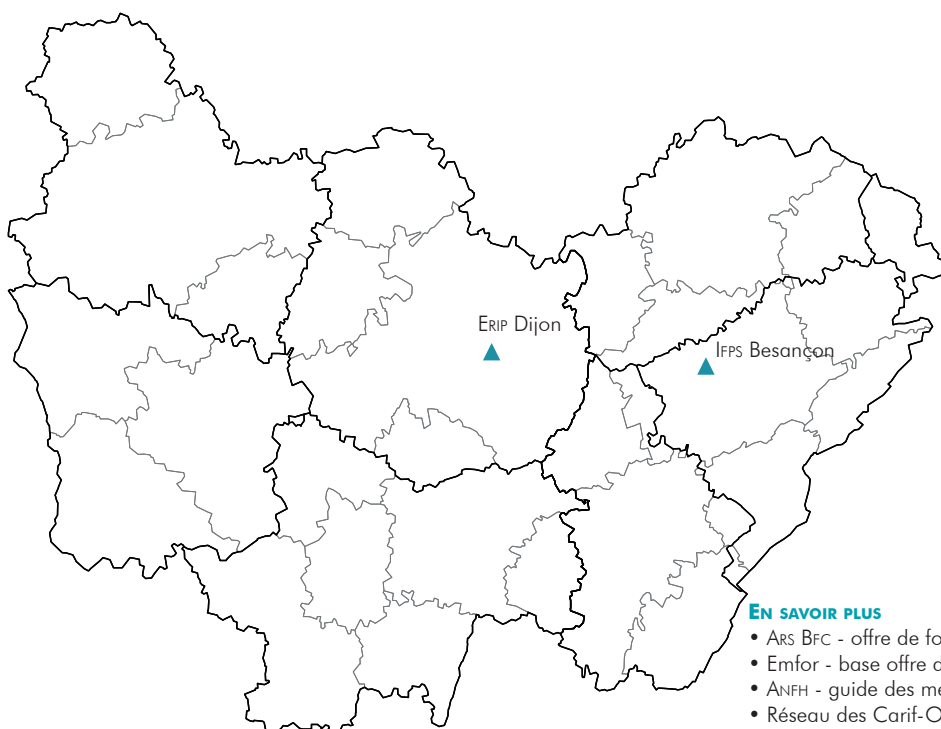 ERIP Dijon
IFPS Besançon
EN SAVOIR PLUS
• ARS BFC - offre de fo
• Emfor - base offre d
• ANFH - guide des mé
• Réseau des Carif-O